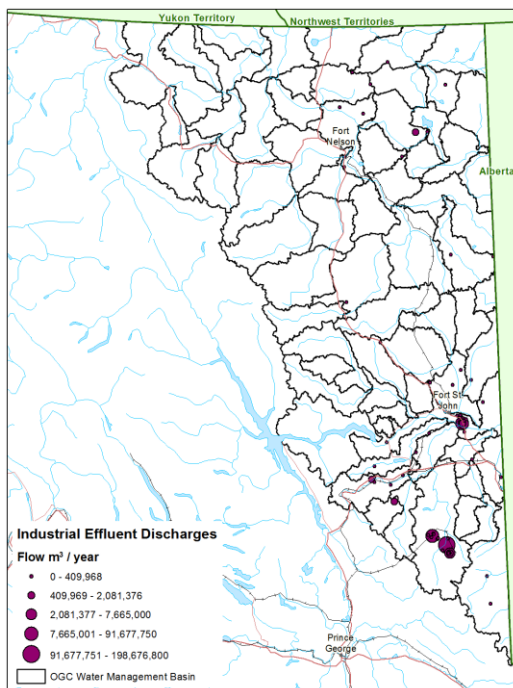 Yukon Territory
Northwest Territories
Fort
Nelson
Alberta
Fort St
John
Industrial Effluent Discharges
Flow m³ / year
0 - 409,968
409,969 - 2,081,376
2,081,377 - 7,665,000
7,665,001 - 91,677,750
91,677,751 - 198,676,800
OGC Water Management Basin
Prince
George